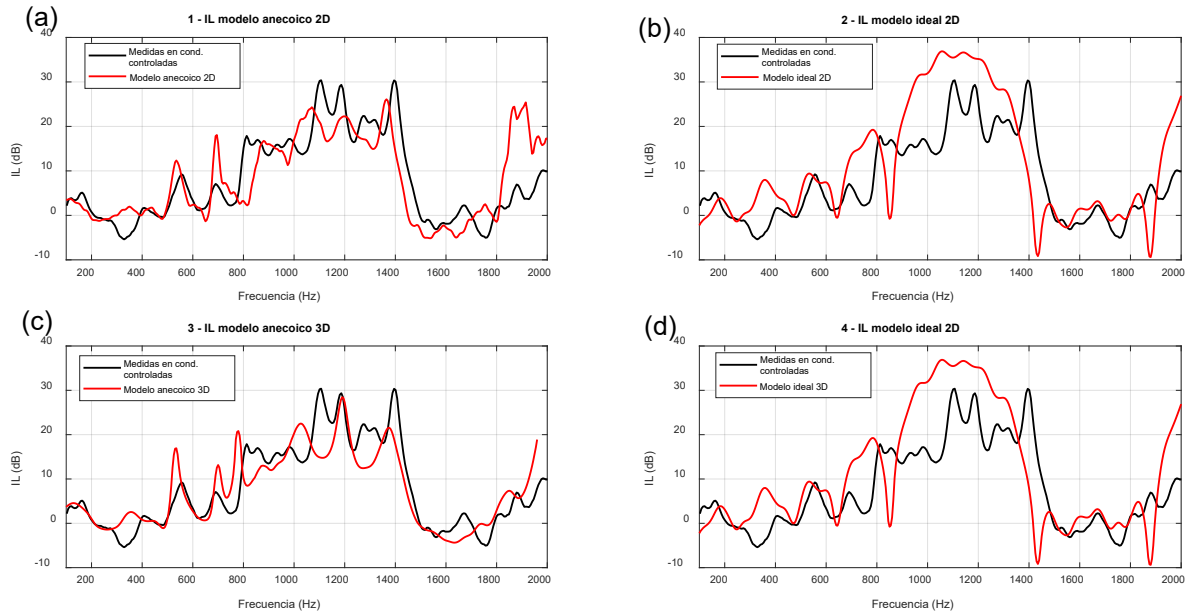 (a)
1 - IL modelo anecoico 2D
40
30
20
10
0
-10
IL (dB)
Medidas en cond.
controladas
Modelo anecoico 2D
200 400 600 800 1000 1200 1400 1600 1800 2000
Frecuencia (Hz)
(b)
2 - IL modelo ideal 2D
40
30
20
10
0
-10
IL (dB)
Medidas en cond.
controladas
Modelo ideal 2D
200 400 600 800 1000 1200 1400 1600 1800 2000
Frecuencia (Hz)
(c)
3 - IL modelo anecoico 3D
40
30
20
10
0
-10
IL (dB)
Medidas en cond.
controladas
Modelo anecoico 3D
200 400 600 800 1000 1200 1400 1600 1800 2000
Frecuencia (Hz)
(d)
4 - IL modelo ideal 2D
40
30
20
10
0
-10
IL (dB)
Medidas en cond.
controladas
Modelo ideal 3D
200 400 600 800 1000 1200 1400 1600 1800 2000
Frecuencia (Hz)